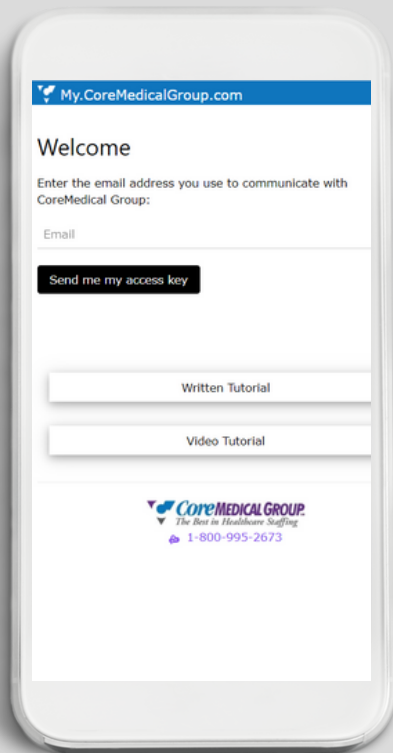 My.CoreMedicalGroup.com
Welcome
Enter the email address you use to communicate with
CoreMedical Group:
Email
Send me my access key
Written Tutorial
Video Tutorial
COREMEDICAL GROUP.
The Best in Healthcare Staffing
1-800-995-2673